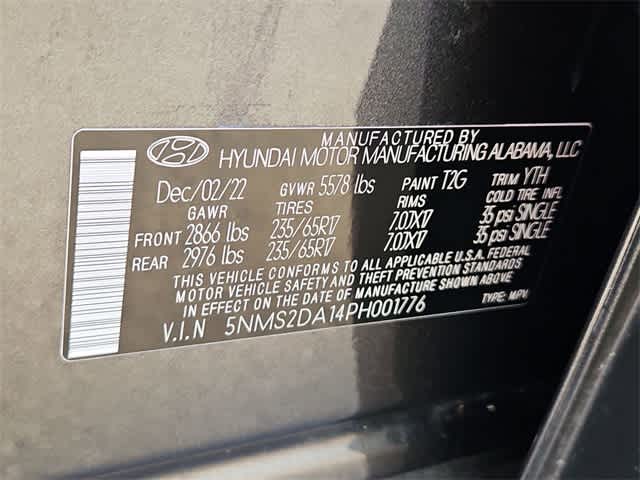 MANUFACTURED BY
HYUNDAI MOTOR MANUFACTURING ALABAMA, LLC
Dec/02/22 GVWR 5578 lbs PAINT T2G TRIM YTH
GAWR TIRES RIMS COLD TIRE INFL
FRONT 2866 lbs 235/65R17 7.0JX17 35 psi SINGLE
REAR 2976 lbs 235/65R17 7.0JX17 35 psi SINGLE
THIS VEHICLE CONFORMS TO ALL APPLICABLE U.S.A. FEDERAL
MOTOR VEHICLE SAFETY AND THEFT PREVENTION STANDARDS
IN EFFECT ON THE DATE OF MANUFACTURE SHOWN ABOVE
V.I.N 5NMS2DA14PH001776 TYPE: MPV